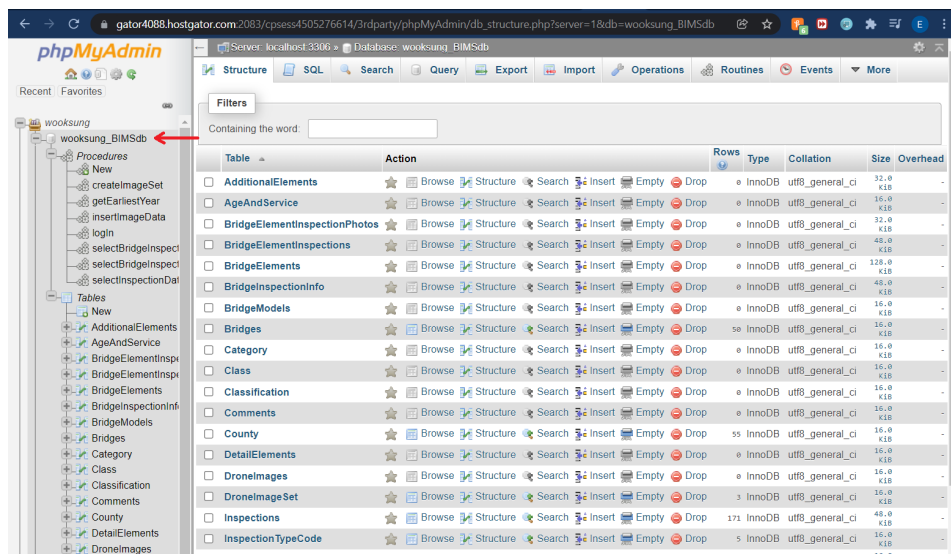 gator4088.hostgator.com:2083/cpsess4505276614/3rdparty/phpMyAdmin/db_structure.php?server=1&db=wooksung_BIMSdb
6
E
phpMyAdmin
Recent Favorites
wooksung
wooksung_BIMSdb
Procedures
New
createImageSet
getEarliestYear
insertImageData
logIn
selectBridgeInspect
selectBridgeInspect
selectInspectionDat
Tables
New
AdditionalElements
AgeAndService
BridgeElementInspe
BridgeElementInspe
BridgeElements
BridgeInspectionInf
BridgeModels
Bridges
Category
Class
Classification
Comments
County
DetailElements
DroneImages
Server: localhost:3306 » Database: wooksung_BIMSdb
Structure SQL Search Query Export Import Operations Routines Events More
Filters
Containing the word:
Table Action Rows Type Collation Size Overhead
AdditionalElements Browse Structure Search Insert Empty Drop 0 InnoDB utf8_general_ci 32.0 KiB -
AgeAndService Browse Structure Search Insert Empty Drop 0 InnoDB utf8_general_ci 16.0 KiB -
BridgeElementInspectionPhotos Browse Structure Search Insert Empty Drop 0 InnoDB utf8_general_ci 32.0 KiB -
BridgeElementInspections Browse Structure Search Insert Empty Drop 0 InnoDB utf8_general_ci 48.0 KiB -
BridgeElements Browse Structure Search Insert Empty Drop 0 InnoDB utf8_general_ci 128.0 KiB -
BridgeInspectionInfo Browse Structure Search Insert Empty Drop 0 InnoDB utf8_general_ci 48.0 KiB -
BridgeModels Browse Structure Search Insert Empty Drop 0 InnoDB utf8_general_ci 16.0 KiB -
Bridges Browse Structure Search Insert Empty Drop 50 InnoDB utf8_general_ci 16.0 KiB -
Category Browse Structure Search Insert Empty Drop 0 InnoDB utf8_general_ci 16.0 KiB -
Class Browse Structure Search Insert Empty Drop 0 InnoDB utf8_general_ci 16.0 KiB -
Classification Browse Structure Search Insert Empty Drop 0 InnoDB utf8_general_ci 16.0 KiB -
Comments Browse Structure Search Insert Empty Drop 0 InnoDB utf8_general_ci 16.0 KiB -
County Browse Structure Search Insert Empty Drop 55 InnoDB utf8_general_ci 16.0 KiB -
DetailElements Browse Structure Search Insert Empty Drop 0 InnoDB utf8_general_ci 16.0 KiB -
DroneImages Browse Structure Search Insert Empty Drop 0 InnoDB utf8_general_ci 16.0 KiB -
DroneImageSet Browse Structure Search Insert Empty Drop 3 InnoDB utf8_general_ci 16.0 KiB -
Inspections Browse Structure Search Insert Empty Drop 171 InnoDB utf8_general_ci 48.0 KiB -
InspectionTypeCode Browse Structure Search Insert Empty Drop 5 InnoDB utf8_general_ci 16.0 KiB -